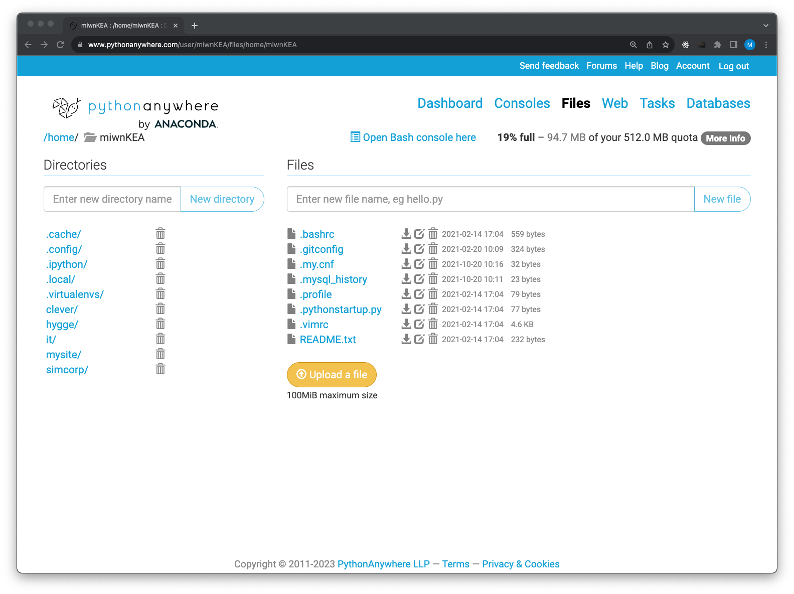 miwnKEA : /home/miwnKEA :
www.pythonanywhere.com/user/miwnKEA/files/home/miwnKEA
M
Send feedback Forums Help Blog Account Log out
pythonanywhere
by ANACONDA.
Dashboard Consoles Files Web Tasks Databases
/home/ miwnKEA
Open Bash console here 19% full – 94.7 MB of your 512.0 MB quota More Info
Directories Files
Enter new directory name New directory Enter new file name, eg hello.py New file
.cache/ .bashrc 2021-02-14 17:04 559 bytes
.config/ .gitconfig 2021-02-20 10:09 324 bytes
.ipython/ .my.cnf 2021-10-20 10:16 32 bytes
.local/ .mysql_history 2021-10-20 10:11 23 bytes
.virtualenvs/ .profile 2021-02-14 17:04 79 bytes
clever/ .pythonstartup.py 2021-02-14 17:04 77 bytes
hygge/ .vimrc 2021-02-14 17:04 4.6 KB
it/ README.txt 2021-02-14 17:04 232 bytes
mysite/
simcorp/
Upload a file
100MiB maximum size
Copyright © 2011-2023 PythonAnywhere LLP — Terms — Privacy & Cookies